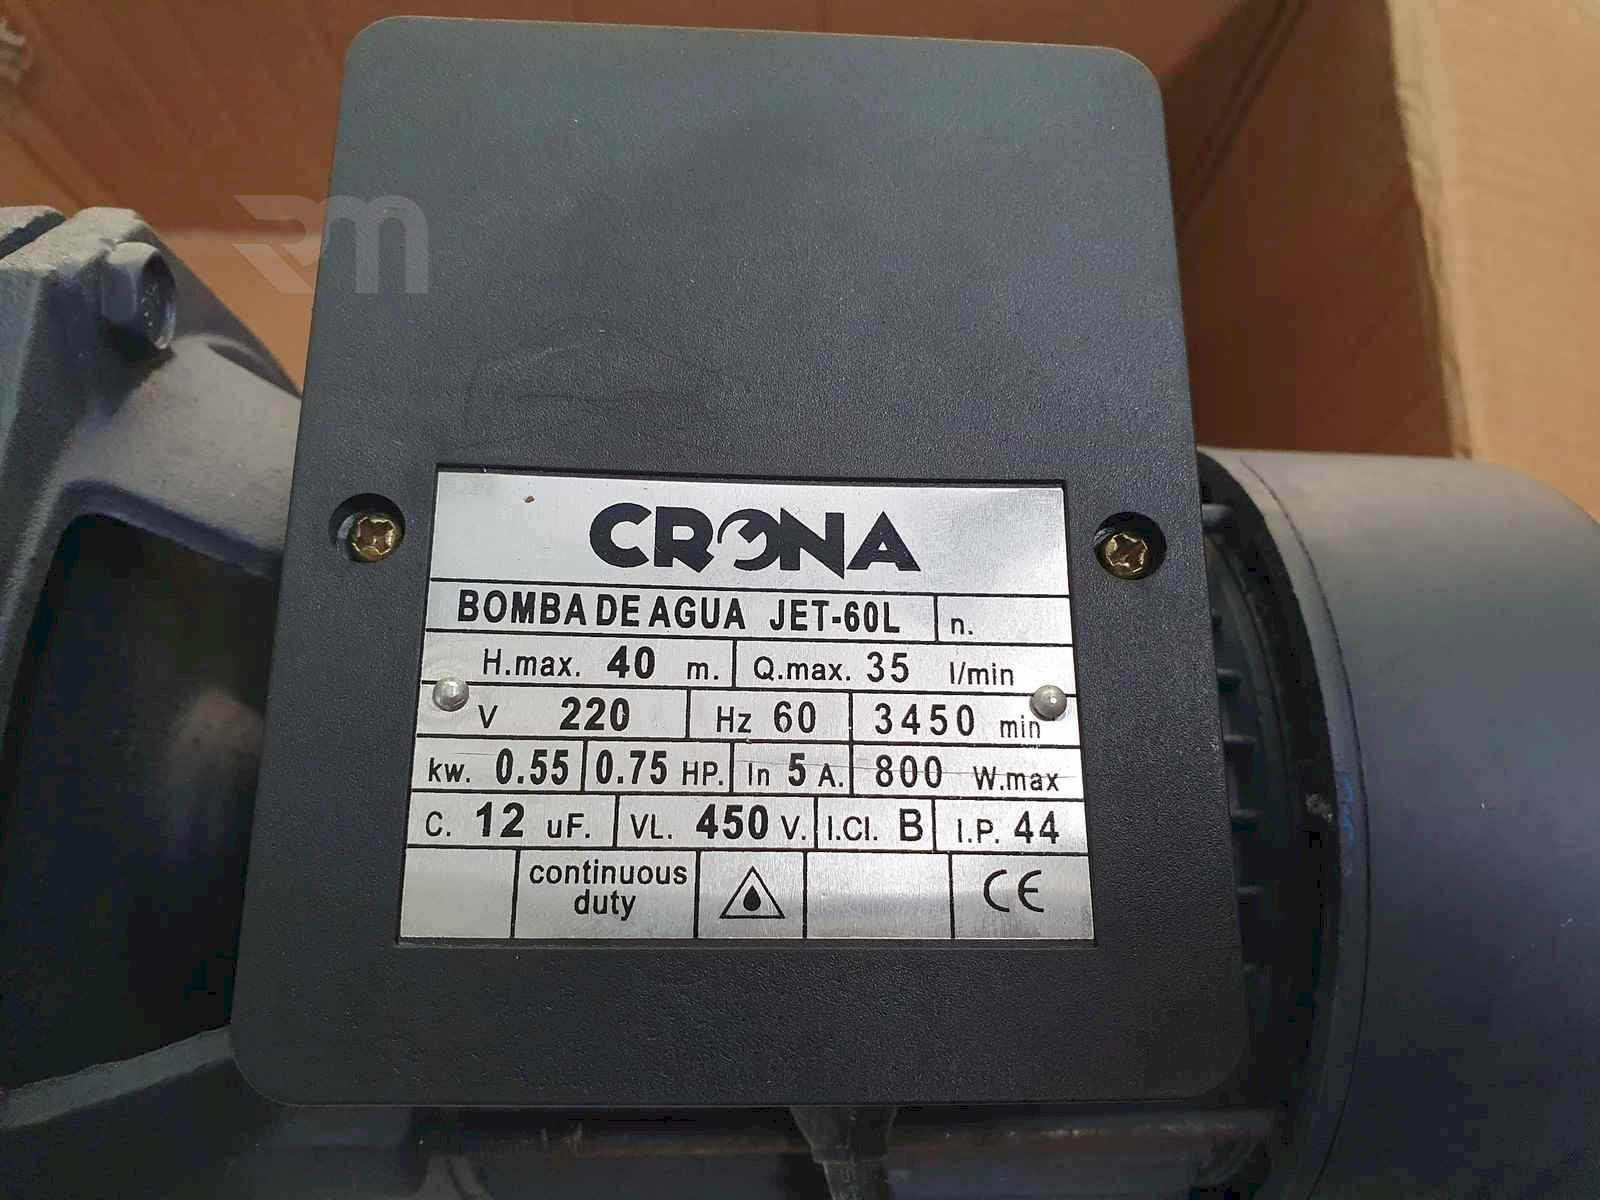 RM
CRONA
BOMBA DE AGUA JET-60L n.
H.max. 40 m. Q.max. 35 l/min
V 220 Hz 60 3450 min
kw. 0.55 0.75 HP. In 5 A. 800 W.max
C. 12 uF. VL. 450 V. I.Cl. B I.P. 44
continuous
duty
CE